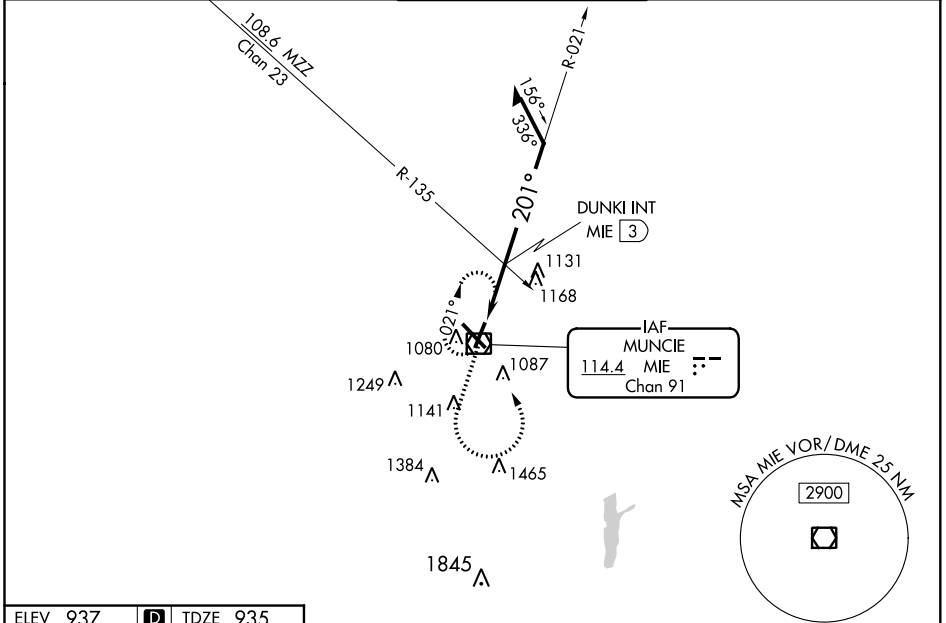 108.6 MZZ
Chan 23
R-021
156°
336°
R-135
201°
DUNKI INT
MIE 3
1131
1168
021°
1080
IAF
MUNCIE
114.4 MIE
Chan 91
1087
1249
1141
1384
1465
MSA MIE VOR/DME 25 NM
2900
1845
ELEV 937 D TDZE 935